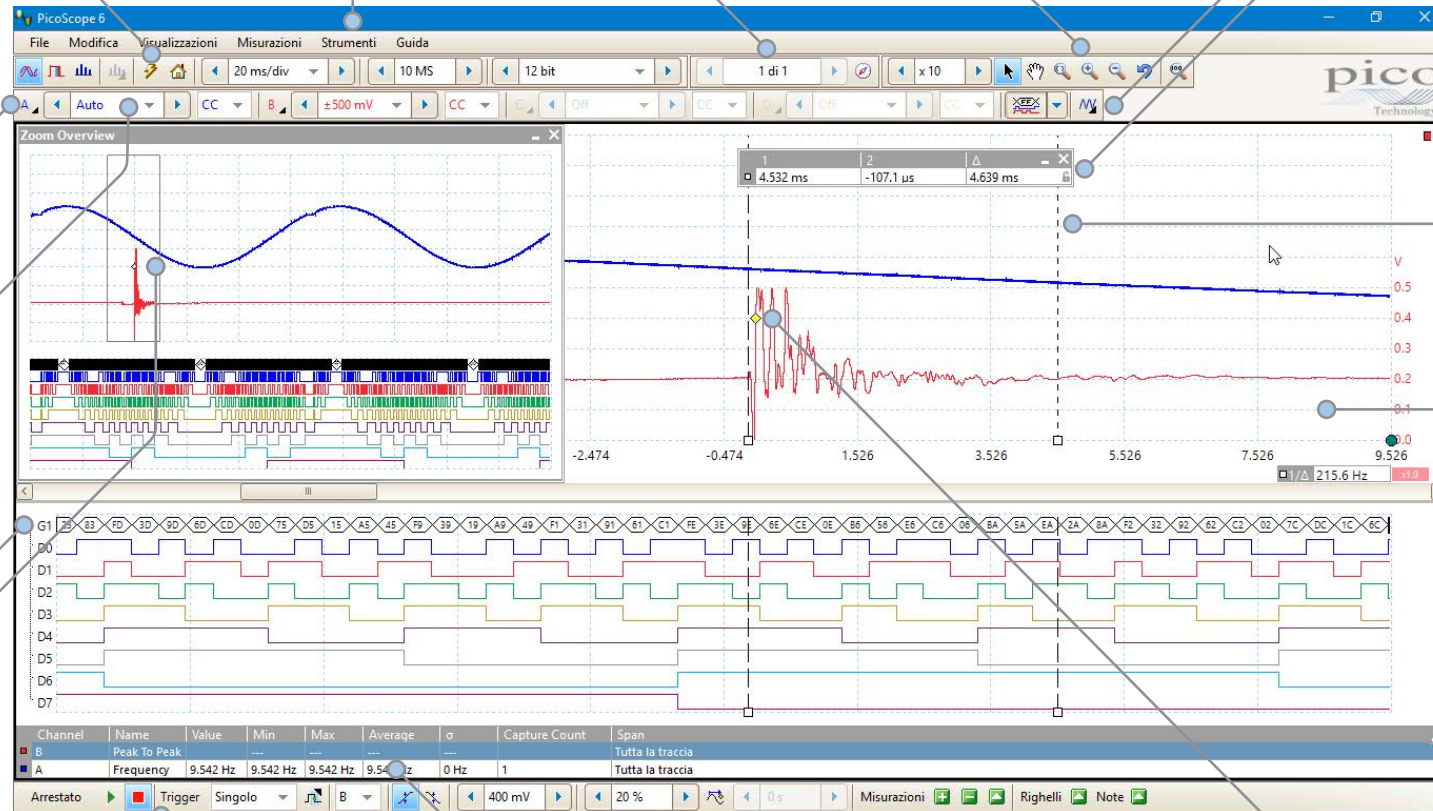 PicoScope 6
File Modifica Visualizzazioni Misurazioni Strumenti Guida
20 ms/div 10 MS 12 bit 1 di 1 x 10
pico
Technology
A Auto CC B ±500 mV CC C Off CC D Off CC
Zoom Overview
1 2 Δ
4.532 ms -107.1 µs 4.639 ms
V
0.5
0.4
0.3
0.2
0.1
0.0
-2.474 -0.474 1.526 3.526 5.526 7.526 9.526
1/Δ 215.6 Hz x1.0
G1 23 83 FD 3D 9D 6D CD 0D 75 D5 15 A5 45 F9 39 19 A9 49 F1 31 91 61 C1 FE 3E 9E 6E CE 0E B6 56 E6 C6 06 BA 5A EA 2A 8A F2 32 92 62 C2 02 7C DC 1C 6C
D0
D1
D2
D3
D4
D5
D6
D7
Channel Name Value Min Max Average σ Capture Count Span
B Peak To Peak --- --- --- --- Tutta la traccia
A Frequency 9.542 Hz 9.542 Hz 9.542 Hz 9.542 Hz 0 Hz 1 Tutta la traccia
Arrestato Trigger Singolo B 400 mV 20 % 0 s Misurazioni Righelli Note